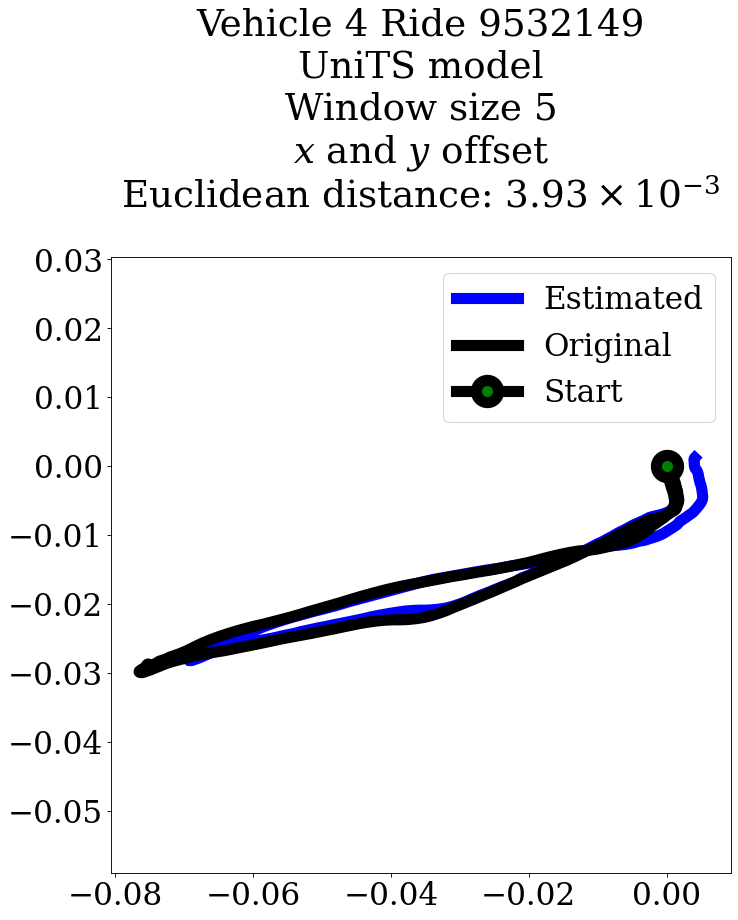 Vehicle 4 Ride 9532149
UniTS model
Window size 5
x and y offset
Euclidean distance: 3.93 × 10⁻³
Estimated
Original
Start
0.03
0.02
0.01
0.00
−0.01
−0.02
−0.03
−0.04
−0.05
−0.08 −0.06 −0.04 −0.02 0.00